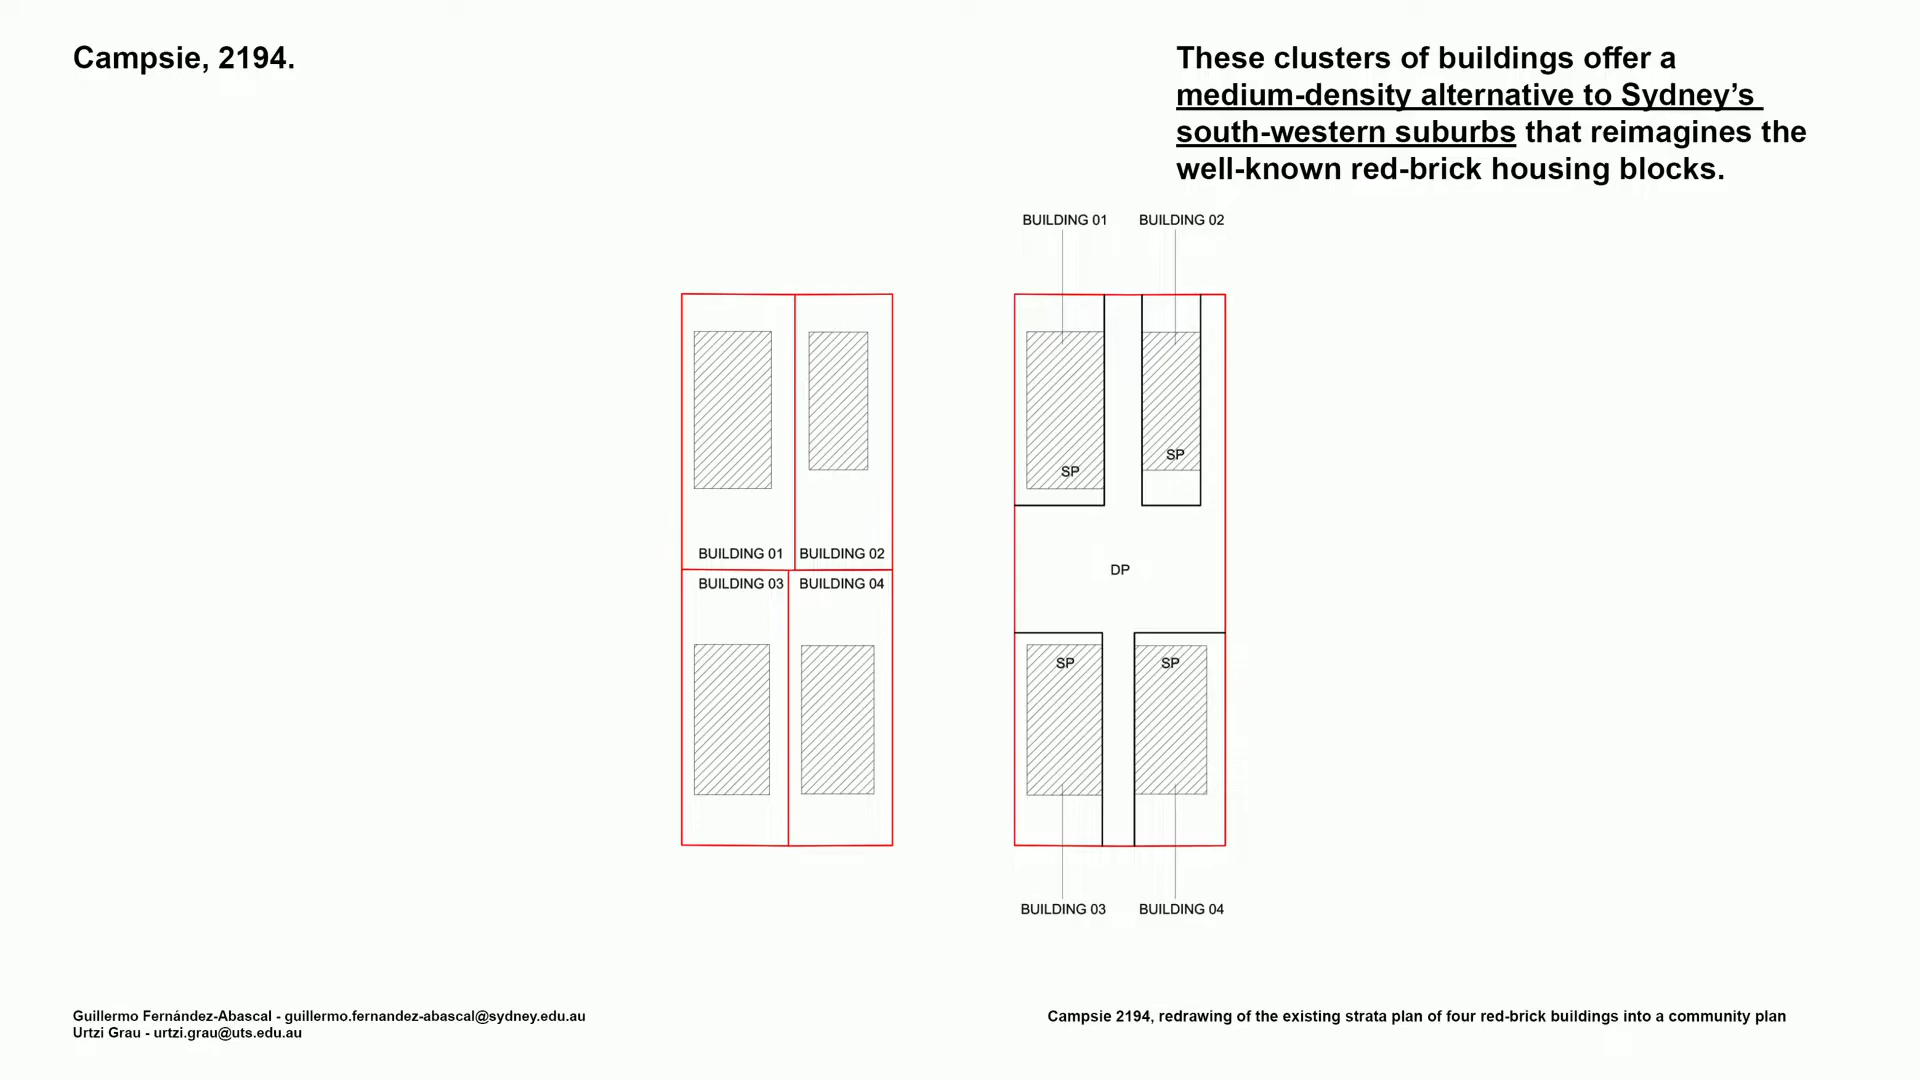 Campsie, 2194.
These clusters of buildings offer a
medium-density alternative to Sydney’s
south-western suburbs that reimagines the
well-known red-brick housing blocks.
BUILDING 01
BUILDING 02
BUILDING 01
BUILDING 02
BUILDING 03
BUILDING 04
SP
SP
DP
SP
SP
BUILDING 03
BUILDING 04
Guillermo Fernández-Abascal - guillermo.fernandez-abascal@sydney.edu.au
Urtzi Grau - urtzi.grau@uts.edu.au
Campsie 2194, redrawing of the existing strata plan of four red-brick buildings into a community plan